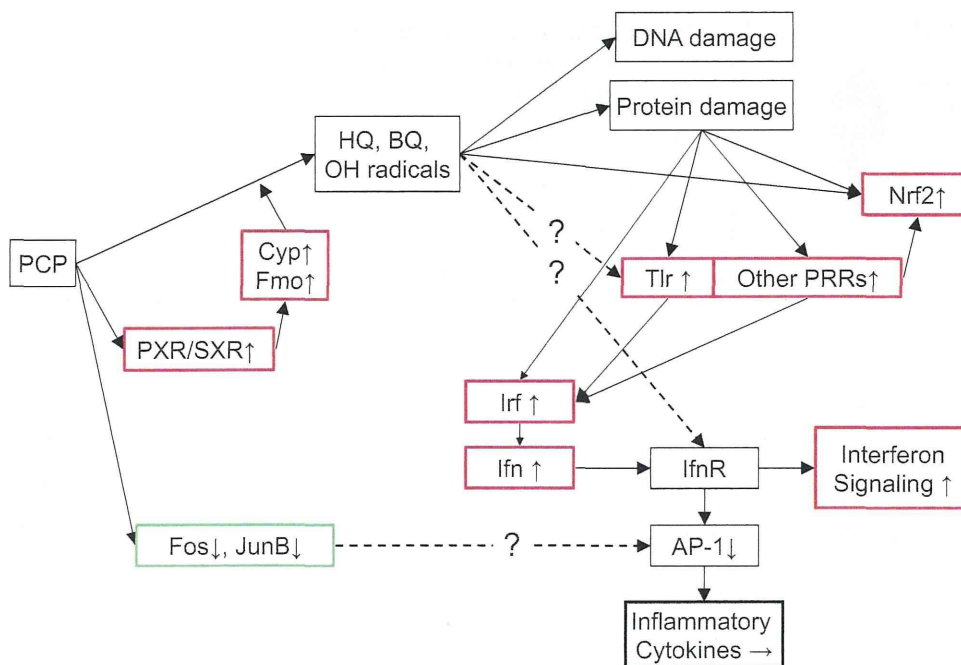 DNA damage
Protein damage
HQ, BQ,
OH radicals
Nrf2↑
?
Cyp↑
Fmo↑
PCP
?
Tlr ↑
Other PRRs↑
PXR/SXR↑
Irf ↑
Ifn ↑
IfnR
Interferon
Signaling ↑
Fos↓, JunB↓
?
AP-1↓
Inflammatory
Cytokines →